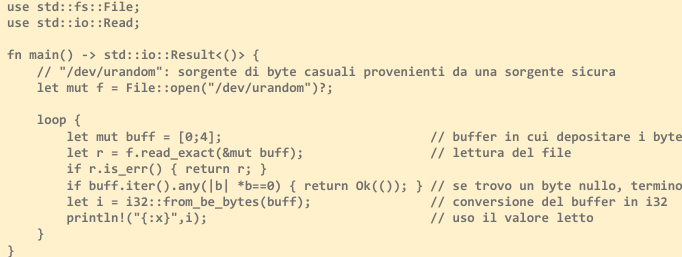 use std::fs::File;
use std::io::Read;
fn main() -> std::io::Result<()> {
// "/dev/urandom": sorgente di byte casuali provenienti da una sorgente sicura
let mut f = File::open("/dev/urandom")?;
loop {
let mut buff = [0;4]; // buffer in cui depositare i byte
let r = f.read_exact(&mut buff); // lettura del file
if r.is_err() { return r; }
if buff.iter().any(|b| *b==0) { return Ok(()); } // se trovo un byte nullo, termino
let i = i32::from_be_bytes(buff); // conversione del buffer in i32
println!("{:x}",i); // uso il valore letto
}
}